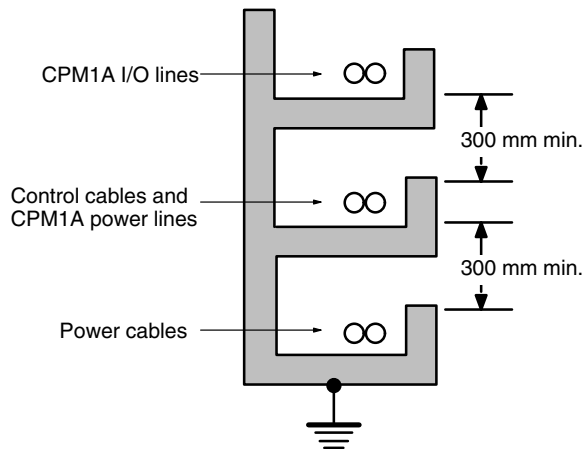 CPM1A I/O lines
300 mm min.
Control cables and
CPM1A power lines
300 mm min.
Power cables